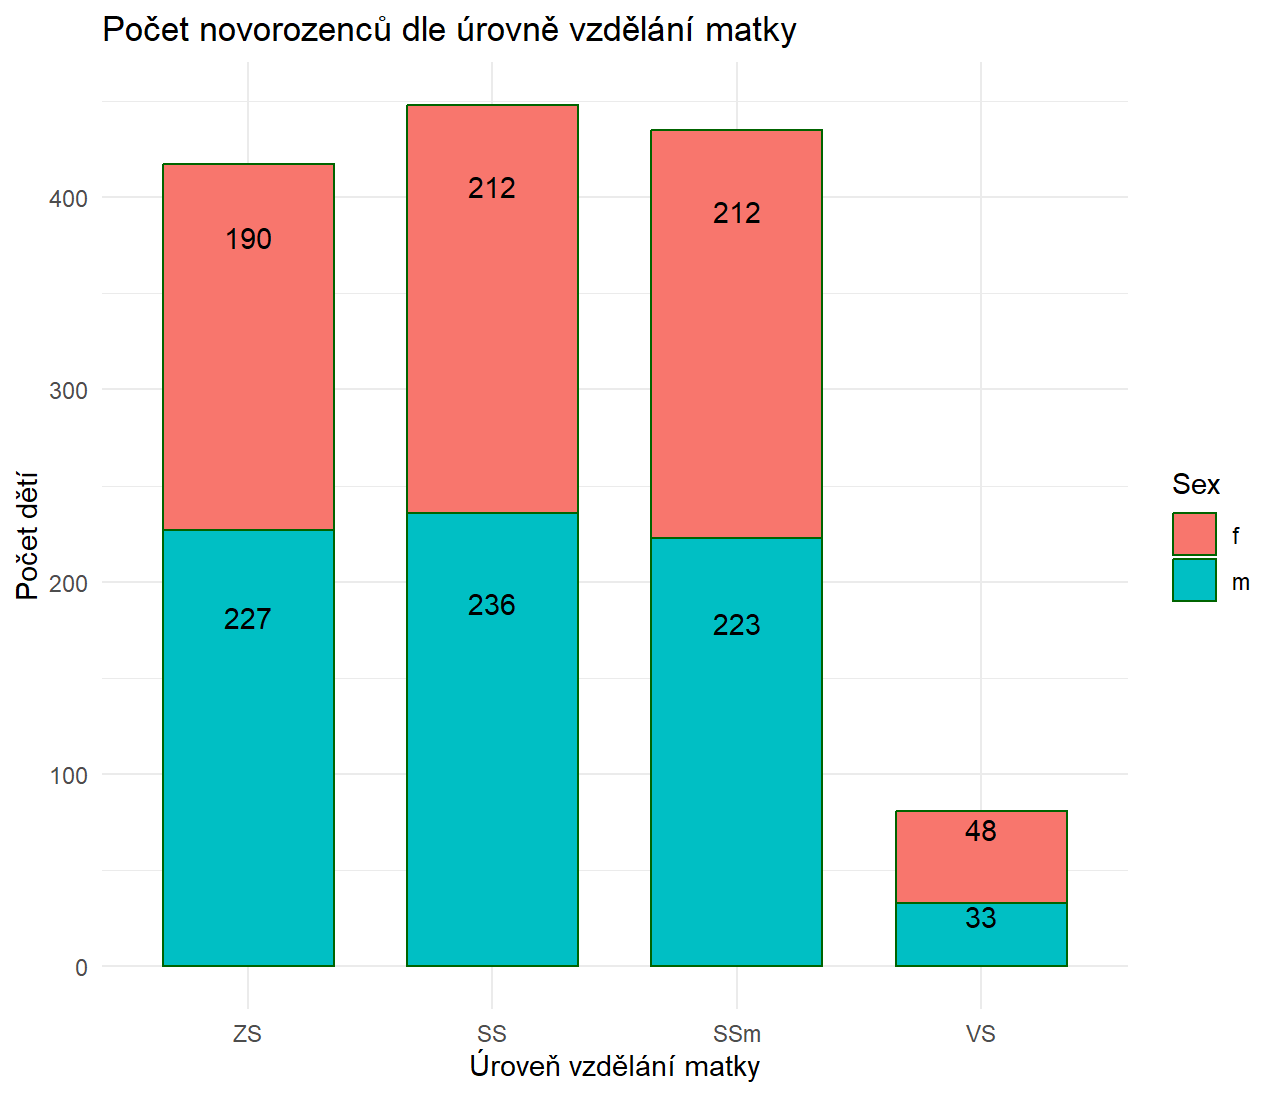 Počet novorozenců dle úrovně vzdělání matky
Počet dětí
400
300
200
100
0
190
212
212
48
227
236
223
33
ZS
SS
SSm
VS
Úroveň vzdělání matky
Sex
f
m